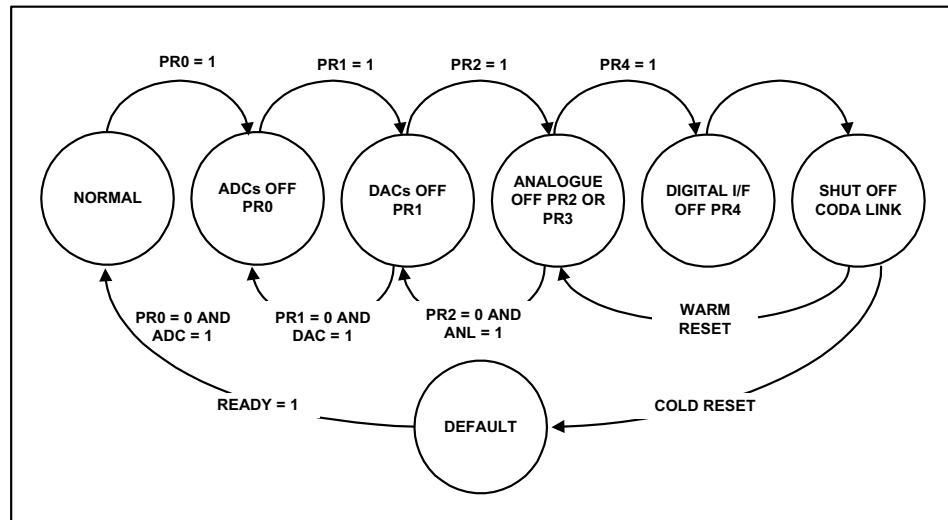 PR0 = 1
PR1 = 1
PR2 = 1
PR4 = 1
NORMAL
ADCs OFF
PR0
DACs OFF
PR1
ANALOGUE
OFF PR2 OR
PR3
DIGITAL I/F
OFF PR4
SHUT OFF
CODA LINK
PR0 = 0 AND
ADC = 1
PR1 = 0 AND
DAC = 1
PR2 = 0 AND
ANL = 1
WARM
RESET
READY = 1
DEFAULT
COLD RESET